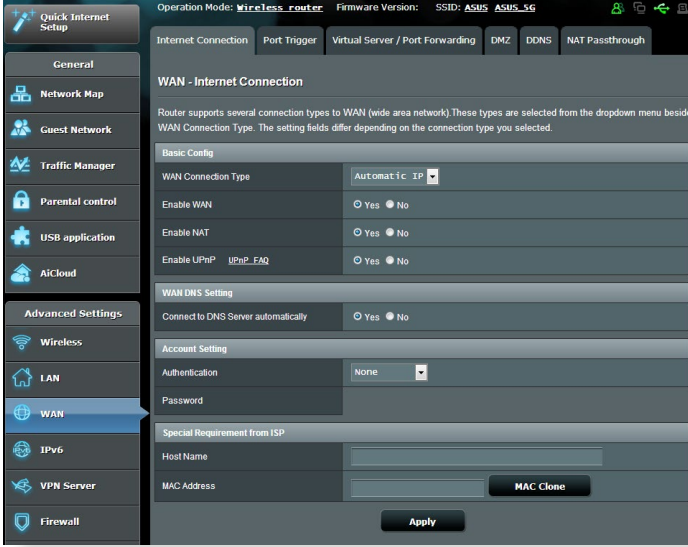 Operation Mode: Wireless router Firmware Version: SSID: ASUS ASUS_5G
Quick Internet
Setup
General
Network Map
Guest Network
Traffic Manager
Parental control
USB application
AiCloud
Advanced Settings
Wireless
LAN
WAN
IPv6
VPN Server
Firewall
Internet Connection Port Trigger Virtual Server / Port Forwarding DMZ DDNS NAT Passthrough
WAN - Internet Connection
Router supports several connection types to WAN (wide area network).These types are selected from the dropdown menu besid
WAN Connection Type. The setting fields differ depending on the connection type you selected.
Basic Config
WAN Connection Type Automatic IP
Enable WAN Yes No
Enable NAT Yes No
Enable UPnP UPnP FAQ Yes No
WAN DNS Setting
Connect to DNS Server automatically Yes No
Account Setting
Authentication None
Password
Special Requirement from ISP
Host Name
MAC Address MAC Clone
Apply